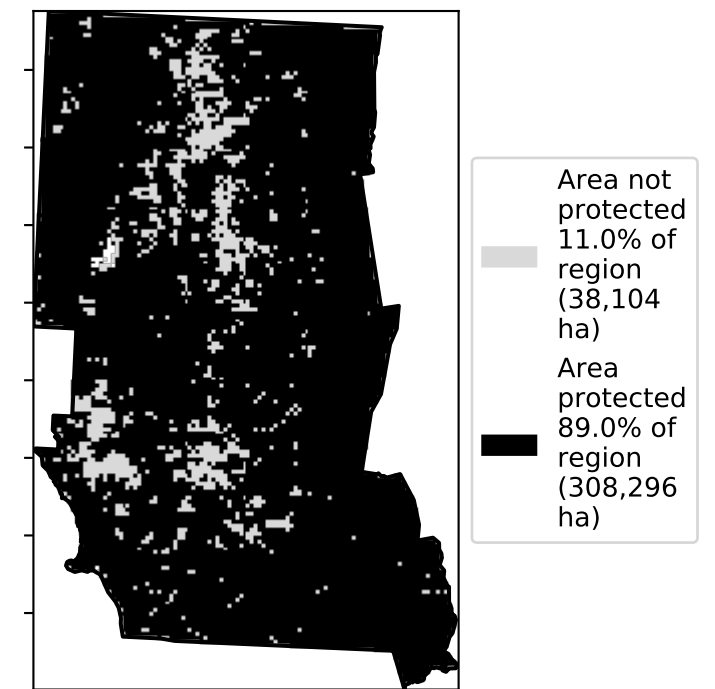 Area not
protected
11.0% of
region
(38,104
ha)
Area
protected
89.0% of
region
(308,296
ha)